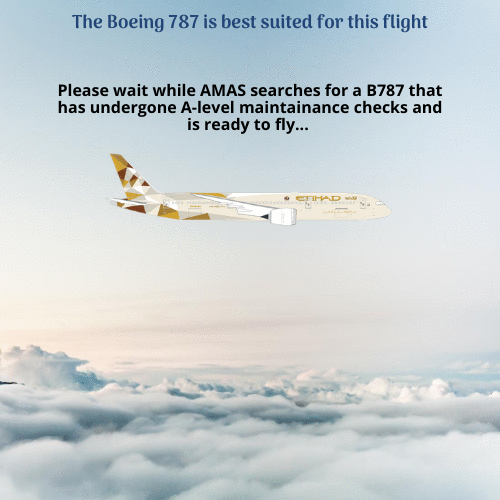 The Boeing 787 is best suited for this flight
Please wait while AMAS searches for a B787 that
has undergone A-level maintainance checks and
is ready to fly...
ETIHAD